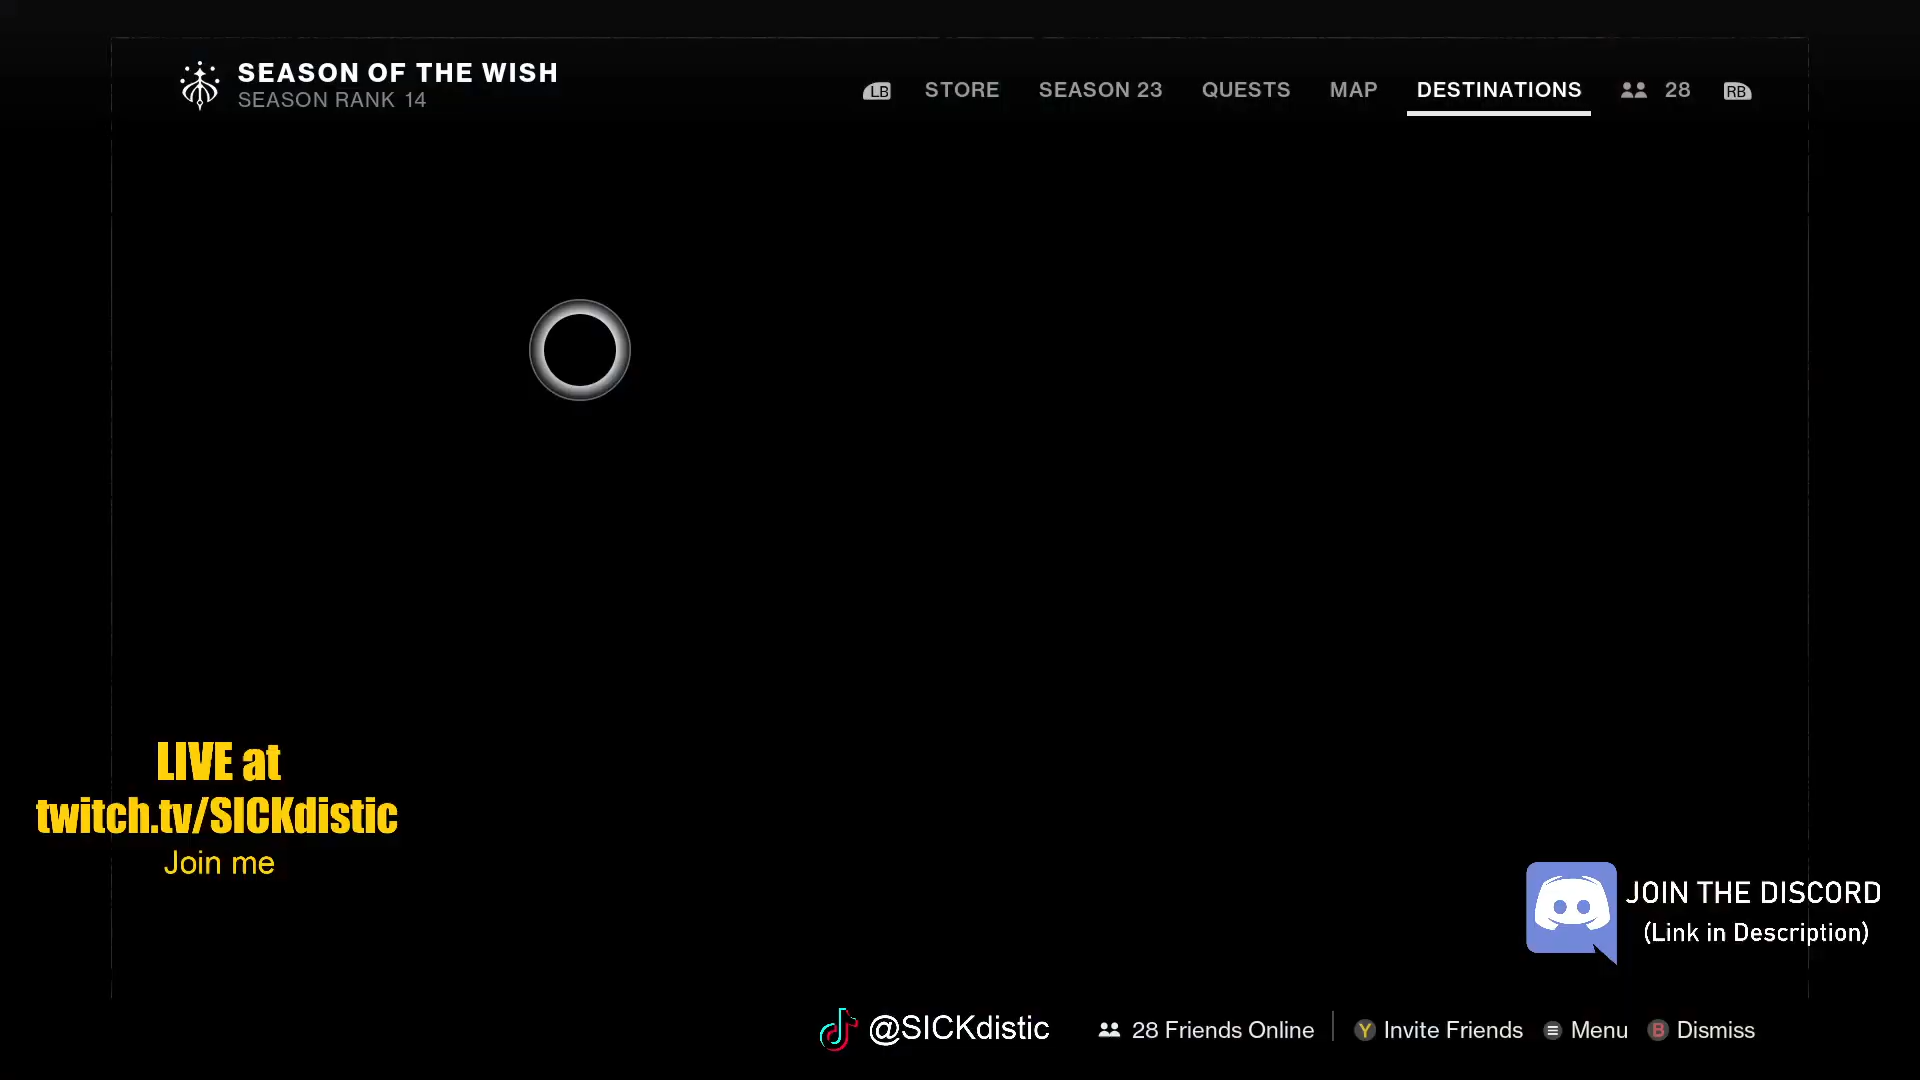 SEASON OF THE WISH
SEASON RANK 14
LB STORE SEASON 23 QUESTS MAP DESTINATIONS 28 RB
LIVE at
twitch.tv/SICKdistic
Join me
JOIN THE DISCORD
(Link in Description)
@SICKdistic 28 Friends Online Y Invite Friends Menu B Dismiss